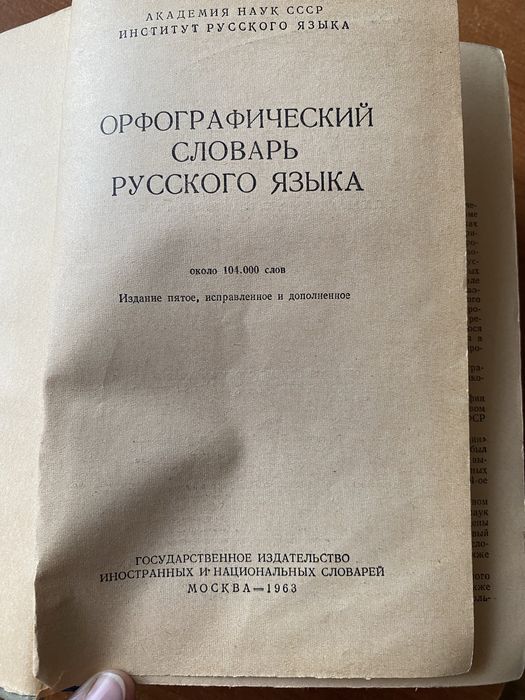 АКАДЕМИЯ НАУК СССР
ИНСТИТУТ РУССКОГО ЯЗЫКА
ОРФОГРАФИЧЕСКИЙ
СЛОВАРЬ
РУССКОГО ЯЗЫКА
около 104.000 слов
Издание пятое, исправленное и дополненное
ГОСУДАРСТВЕННОЕ ИЗДАТЕЛЬСТВО
ИНОСТРАННЫХ И НАЦИОНАЛЬНЫХ СЛОВАРЕЙ
МОСКВА—1963